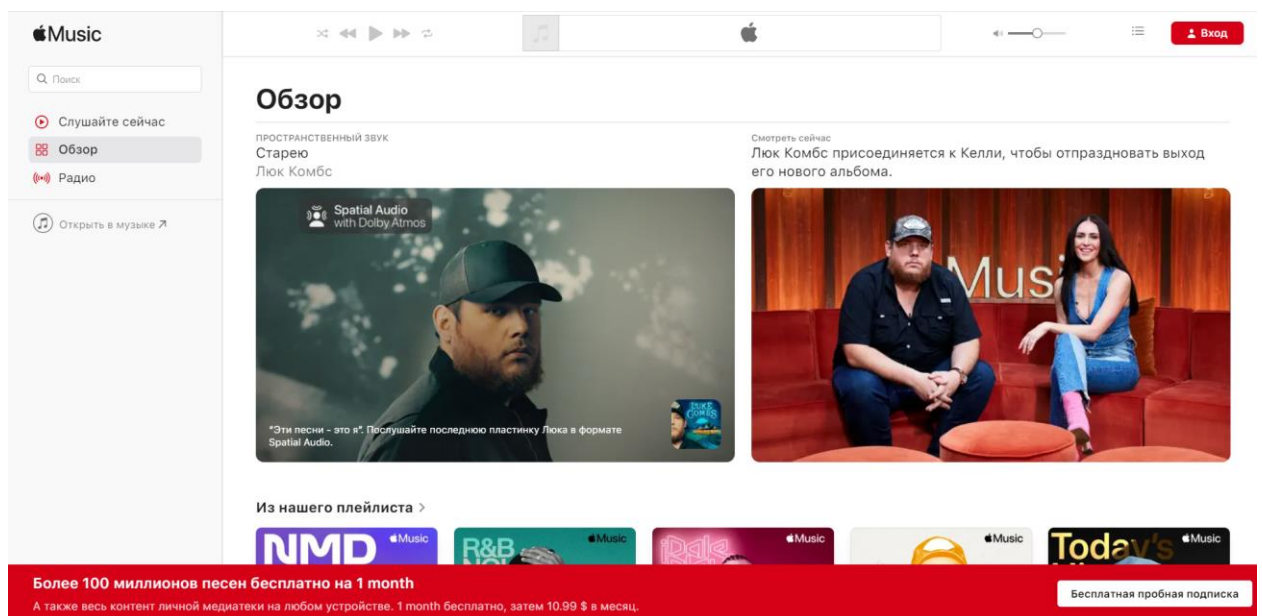 Music
Вход
Поиск
Слушайте сейчас
Обзор
Радио
Открыть в музыке ↗
Обзор
ПРОСТРАНСТВЕННЫЙ ЗВУК
Старею
Люк Комбс
Spatial Audio
with Dolby Atmos
"Эти песни - это я". Послушайте последнюю пластинку Люка в формате
Spatial Audio.
LUKE
COMBS
Смотреть сейчас
Люк Комбс присоединяется к Келли, чтобы отпраздновать выход
его нового альбома.
Music
Из нашего плейлиста >
NMD
Music
R&B
Music
Music
Music
Today's
Music
Более 100 миллионов песен бесплатно на 1 month
А также весь контент личной медиатеки на любом устройстве. 1 month бесплатно, затем 10.99 $ в месяц.
Бесплатная пробная подписка